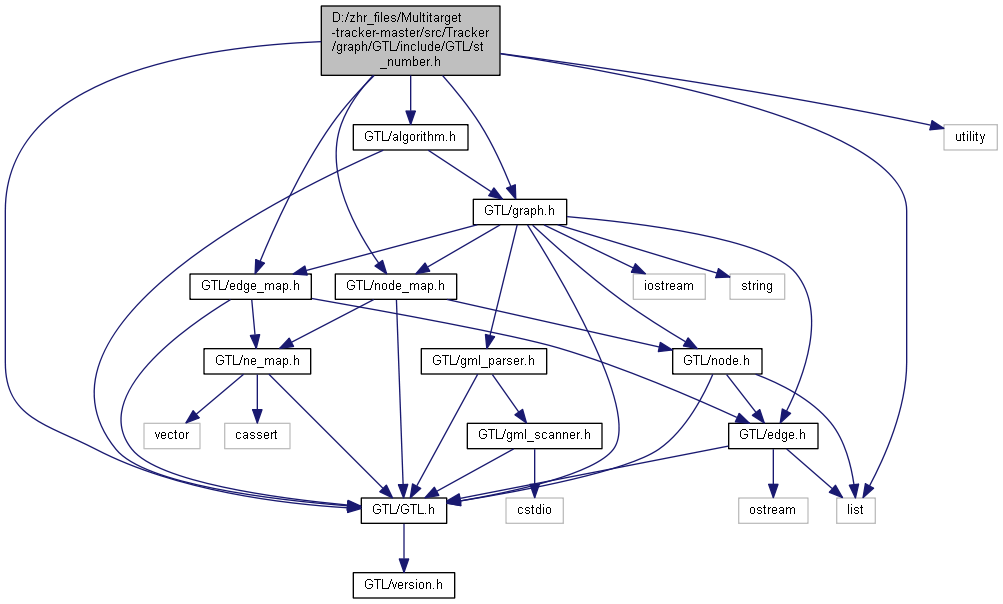 D:/zhr_files/Multitarget
-tracker-master/src/Tracker
/graph/GTL/include/GTL/st
_number.h
GTL/algorithm.h
utility
GTL/graph.h
GTL/edge_map.h
GTL/node_map.h
iostream
string
GTL/ne_map.h
GTL/gml_parser.h
GTL/node.h
vector
cassert
GTL/gml_scanner.h
GTL/edge.h
GTL/GTL.h
cstdio
ostream
list
GTL/version.h